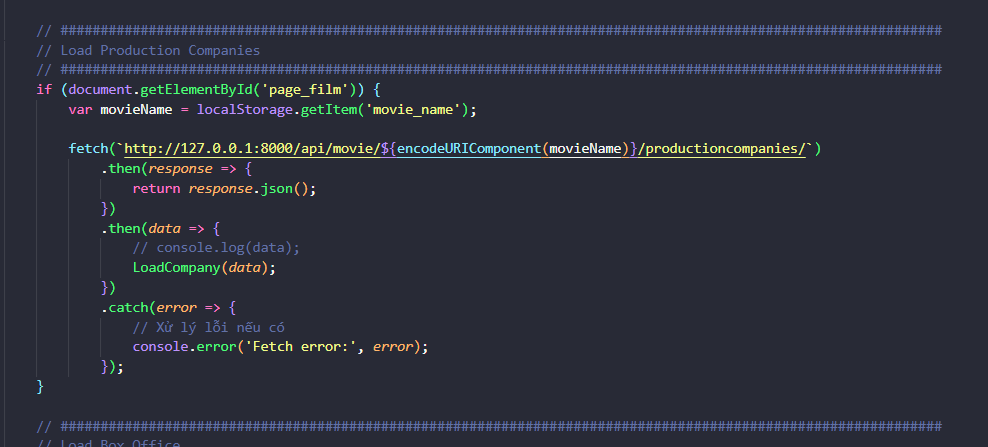 // ##############################################################################################################
// Load Production Companies
// ##############################################################################################################
if (document.getElementById('page_film')) {
    var movieName = localStorage.getItem('movie_name');
    fetch(`http://127.0.0.1:8000/api/movie/${encodeURIComponent(movieName)}/productioncompanies/`)
        .then(response => {
            return response.json();
        })
        .then(data => {
            // console.log(data);
            LoadCompany(data);
        })
        .catch(error => {
            // Xử lý lỗi nếu có
            console.error('Fetch error:', error);
        });
}
// ##############################################################################################################
// Load Box Office